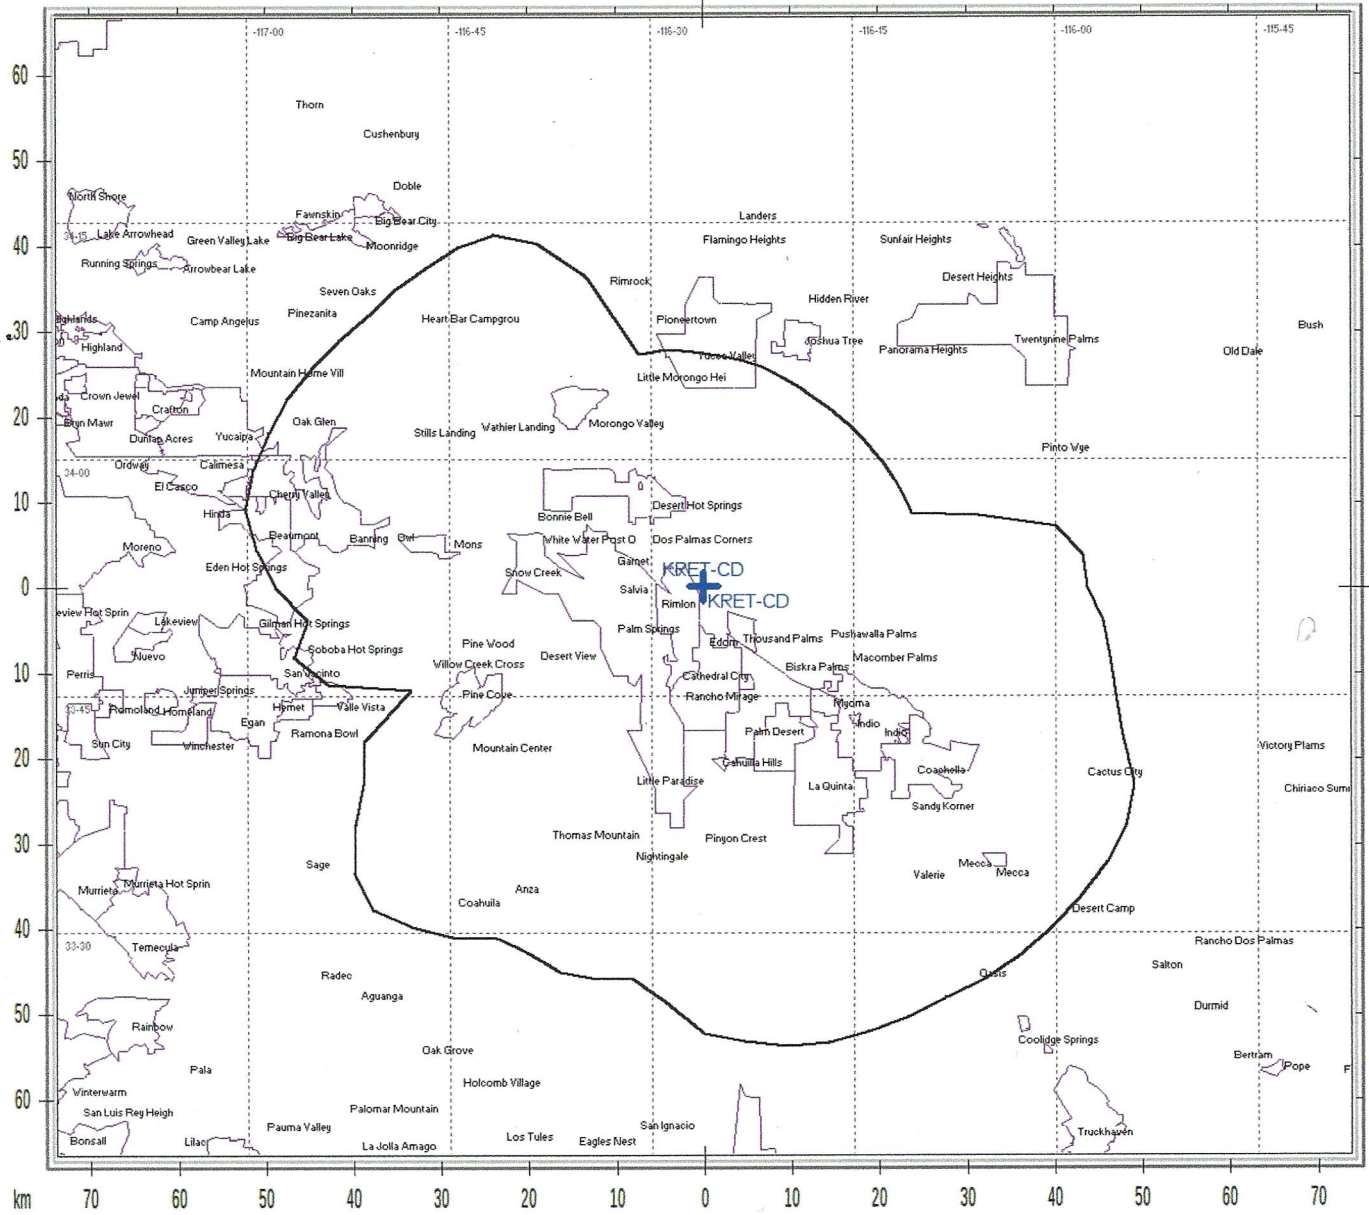 -117-00 -116-45 -116-30 -116-15 -116-00 -115-45
60
Thorn
Cushenbury
50
Doble
North Shore
Fawnskin
Big Bear City
Landers
34-15
Lake Arrowhead
Green Valley Lake
Big Bear Lake
Flamingo Heights
Sunfair Heights
40
Moonridge
Running Springs
Arrowbear Lake
Desert Heights
Rimrock
Seven Oaks
Hidden River
Pinezanita
Camp Angelus
Heart Bar Campgrou
Pioneertown
Bush
30
Highland
Joshua Tree
Twentynine Palms
Panorama Heights
Old Dale
Yucca Valley
Mountain Home Vill
Little Morongo Hei
Crown Jewel
Crafton
20
Bryn Mawr
Oak Glen
Morongo Valley
Wathier Landing
Stills Landing
Dunlap Acres
Yucaipa
Pinto Wye
Ordway
Calimesa
34-00
El Casco
Cherry Valley
10
Desert Hot Springs
Hinda
Bonnie Bell
Beaumont
Banning
Owl
Mons
White Water Post O
Dos Palmas Corners
Moreno
Garnet
Eden Hot Springs
Snow Creek
KRET-CD
0
Salvia
KRET-CD
Rimlon
eview Hot Sprin
Lakeview
Gilman Hot Springs
Palm Springs
Pushawalla Palms
Edom
Thousand Palms
Pine Wood
Soboba Hot Springs
Nuevo
Desert View
Macomber Palms
Willow Creek Cross
Biskra Palms
10
Perris
San Jacinto
Cathedral City
Juniper Springs
Pine Cove
Rancho Mirage
33-45
Romoland
Homeland
Hemet
Valle Vista
Myoma
Egan
Indio
Indio
Ramona Bowl
Palm Desert
Sun City
Winchester
Mountain Center
Victory Plams
20
Cahuilla Hills
Coachella
Cactus City
Little Paradise
La Quinta
Chiriaco Sum
Sandy Korner
30
Thomas Mountain
Pinyon Crest
Nightingale
Sage
Mecca
Mecca
Valerie
Murrieta
Murrieta Hot Sprin
Anza
Coahuila
Desert Camp
40
33-30
Temecula
Rancho Dos Palmas
Salton
Radec
Oasis
Aguanga
Durmid
50
Rainbow
Coolidge Springs
Oak Grove
Bertram
Pope
F
Pala
Holcomb Village
Winterwarm
60
San Luis Rey Heigh
Palomar Mountain
Pauma Valley
San Ignacio
Truckhaven
Bonsall
Lilac
La Jolla Amago
Los Tules
Eagles Nest
km 70 60 50 40 30 20 10 0 10 20 30 40 50 60 70